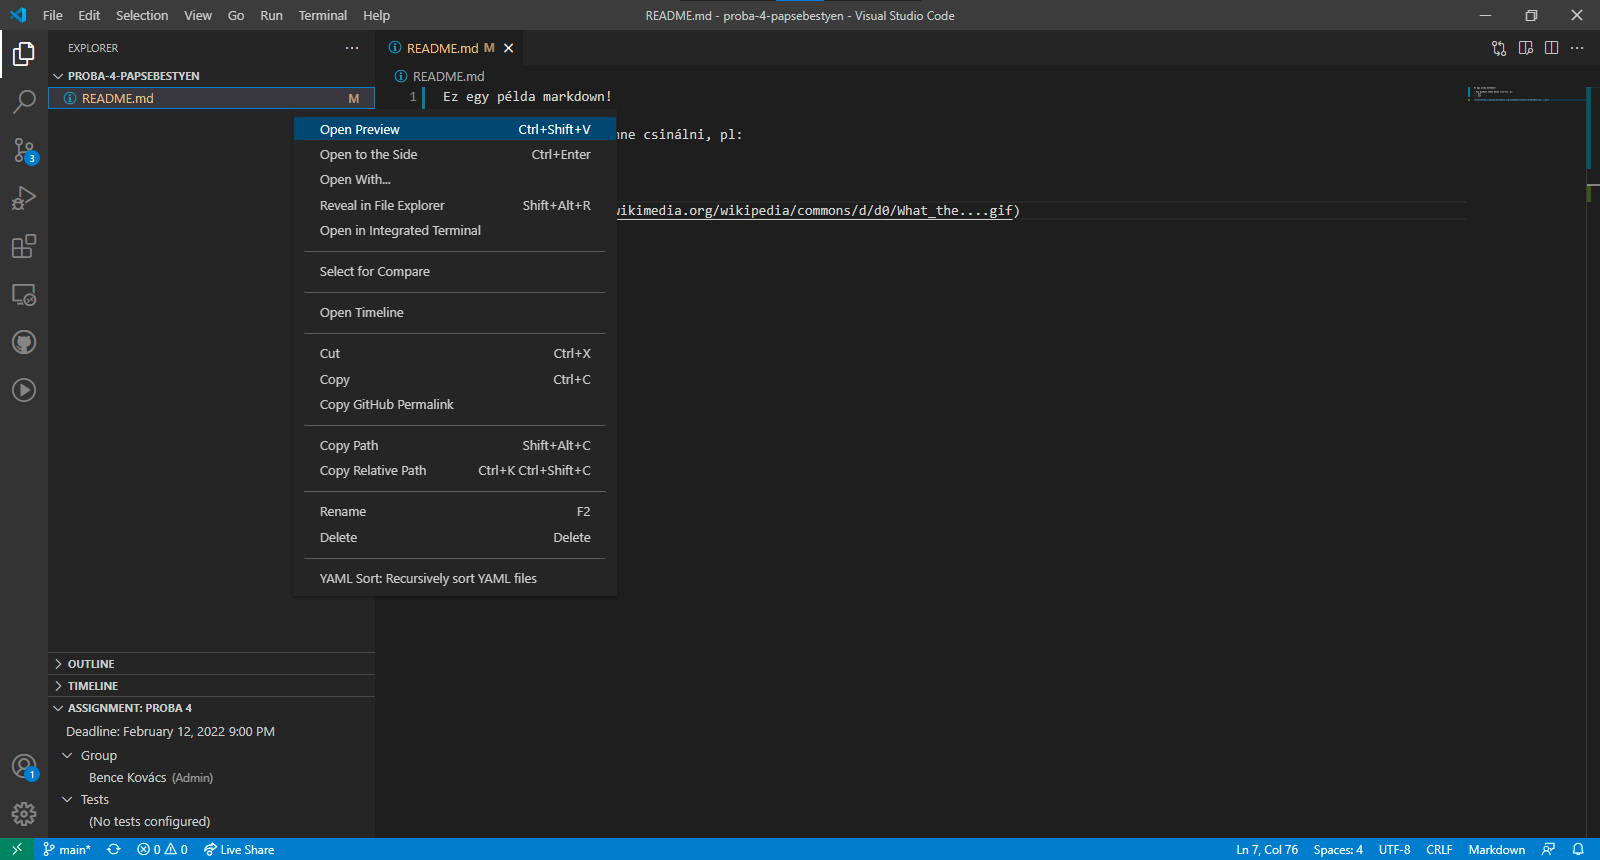 File Edit Selection View Go Run Terminal Help
README.md - proba-4-papsebestyen - Visual Studio Code
EXPLORER
README.md M
PROBA-4-PAPSEBESTYEN
README.md
README.md M
1 Ez egy példa markdown!
Open Preview Ctrl+Shift+V
nne csinálni, pl:
Open to the Side Ctrl+Enter
Open With...
Reveal in File Explorer Shift+Alt+R
wikimedia.org/wikipedia/commons/d/d0/What_the....gif)
Open in Integrated Terminal
Select for Compare
Open Timeline
Cut Ctrl+X
Copy Ctrl+C
Copy GitHub Permalink
Copy Path Shift+Alt+C
Copy Relative Path Ctrl+K Ctrl+Shift+C
Rename F2
Delete Delete
YAML Sort: Recursively sort YAML files
3
OUTLINE
TIMELINE
ASSIGNMENT: PROBA 4
Deadline: February 12, 2022 9:00 PM
Group
Bence Kovács (Admin)
Tests
(No tests configured)
1
main* 0 0 Live Share
Ln 7, Col 76 Spaces: 4 UTF-8 CRLF Markdown